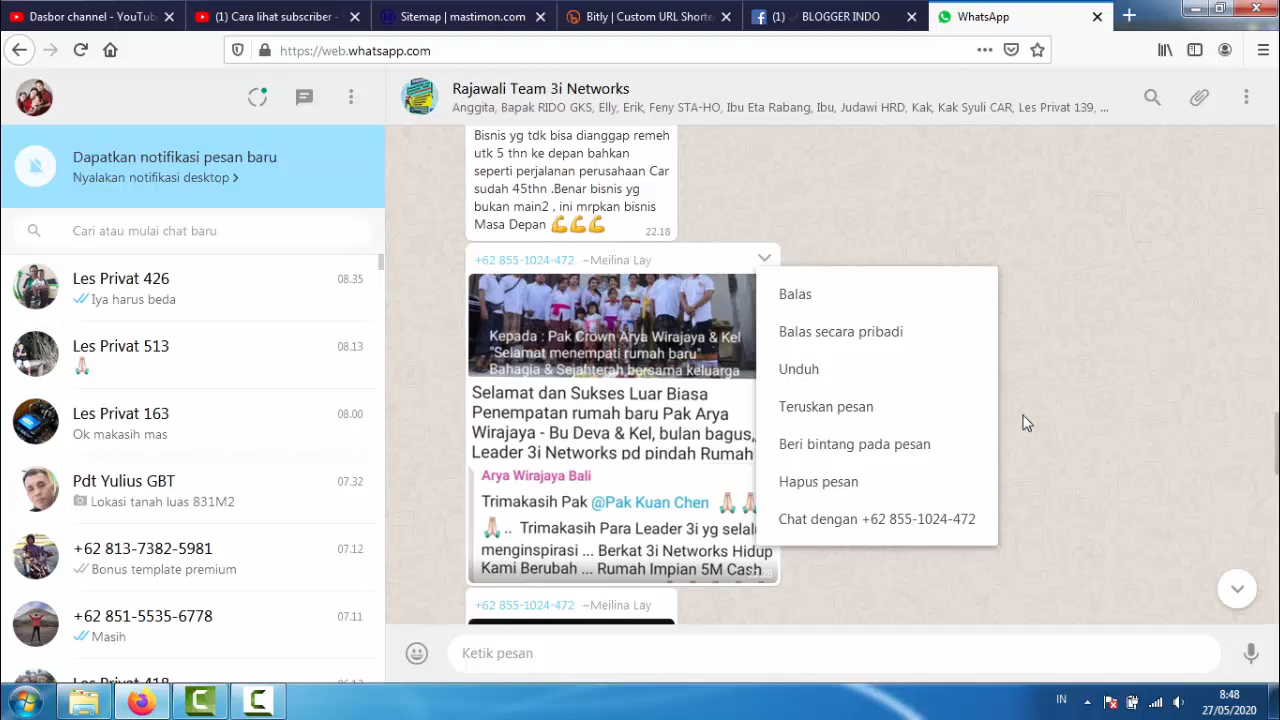 Dasbor channel - YouTu
(1) Cara lihat subscriber -
Sitemap | mastimon.com
Bitly | Custom URL Shorte
(1) BLOGGER INDO
WhatsApp
https://web.whatsapp.com
Rajawali Team 3i Networks
Anggita, Bapak RIDO GKS, Elly, Erik, Feny STA-HO, Ibu Eta Rabang, Ibu, Judawi HRD, Kak, Kak Syuli CAR, Les Privat 139, ...
Dapatkan notifikasi pesan baru
Nyalakan notifikasi desktop >
Cari atau mulai chat baru
Les Privat 426
08.35
Iya harus beda
Les Privat 513
08.13
Les Privat 163
08.00
Ok makasih mas
Pdt Yulius GBT
07.32
Lokasi tanah luas 831M2
+62 813-7382-5981
07.12
Bonus template premium
+62 851-5535-6778
07.11
Masih
Les Privat 418
Bisnis yg tdk bisa dianggap remeh
utk 5 thn ke depan bahkan
seperti perjalanan perusahaan Car
sudah 45thn .Benar bisnis yg
bukan main2 , ini mrpkan bisnis
Masa Depan 💪💪💪
22.18
+62 855-1024-472 ~Meilina Lay
Kepada : Pak Crown Arya Wirajaya & Kel
"Selamat menempati rumah baru"
Bahagia & Sejahterah bersama keluarga
Selamat dan Sukses Luar Biasa
Penempatan rumah baru Pak Arya
Wirajaya - Bu Deva & Kel, bulan bagus,
Leader 3i Networks pd pindah Rumah
Arya Wirajaya Bali
Trimakasih Pak @Pak Kuan Chen 🙏🙏
🙏.. Trimakasih Para Leader 3i yg selalu
menginspirasi ... Berkat 3i Networks Hidup
Kami Berubah ... Rumah Impian 5M Cash
+62 855-1024-472 ~Meilina Lay
Balas
Balas secara pribadi
Unduh
Teruskan pesan
Beri bintang pada pesan
Hapus pesan
Chat dengan +62 855-1024-472
Ketik pesan
IN
8:48
27/05/2020